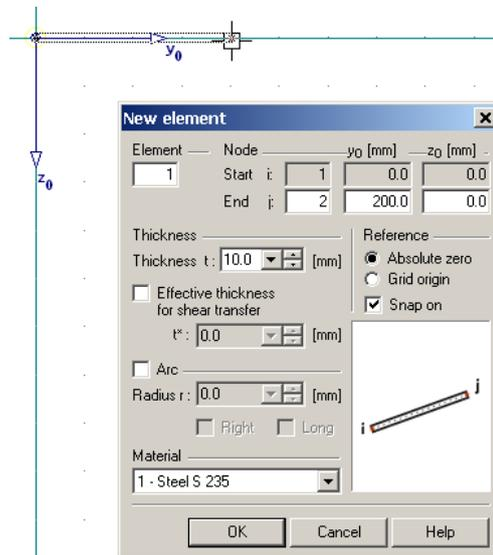 y0
z0
New element
Element Node y0 [mm] z0 [mm]
1 Start i: 1 0.0 0.0
End j: 2 200.0 0.0
Thickness Reference
Thickness t: 10.0 [mm] Absolute zero
Grid origin
Effective thickness
for shear transfer Snap on
t*: 0.0 [mm]
Arc
Radius r: 0.0 [mm]
Right Long
i j
Material
1 - Steel S 235
OK Cancel Help